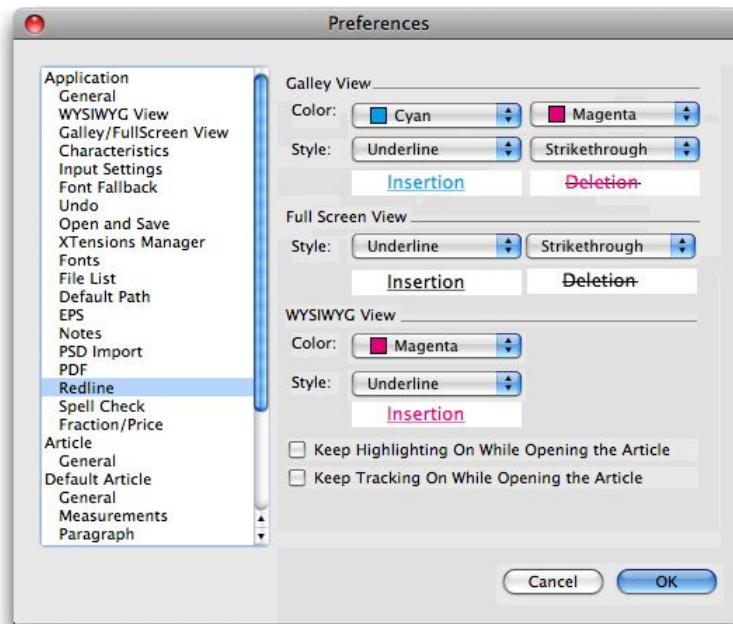 Preferences
Application
General
WYSIWYG View
Galley/FullScreen View
Characteristics
Input Settings
Font Fallback
Undo
Open and Save
XTensions Manager
Fonts
File List
Default Path
EPS
Notes
PSD Import
PDF
Redline
Spell Check
Fraction/Price
Article
General
Default Article
General
Measurements
Paragraph
Galley View
Color: Cyan Magenta
Style: Underline Strikethrough
Insertion Deletion
Full Screen View
Style: Underline Strikethrough
Insertion Deletion
WYSIWYG View
Color: Magenta
Style: Underline
Insertion
Keep Highlighting On While Opening the Article
Keep Tracking On While Opening the Article
Cancel OK